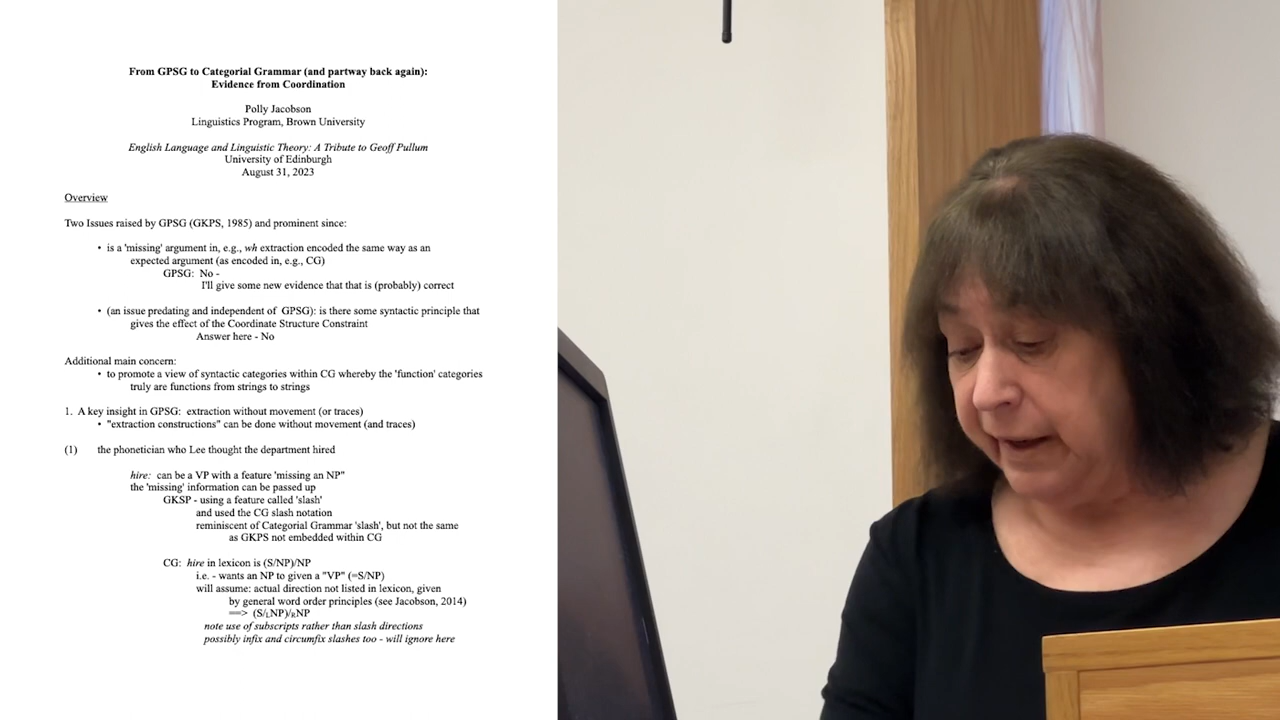 From GPSG to Categorial Grammar (and partway back again):
Evidence from Coordination
Polly Jacobson
Linguistics Program, Brown University
English Language and Linguistic Theory: A Tribute to Geoff Pullum
University of Edinburgh
August 31, 2023
Overview
Two Issues raised by GPSG (GKPS, 1985) and prominent since:
• is a 'missing' argument in, e.g., wh extraction encoded the same way as an
expected argument (as encoded in, e.g., CG)
GPSG: No -
I'll give some new evidence that that is (probably) correct
• (an issue predating and independent of GPSG): is there some syntactic principle that
gives the effect of the Coordinate Structure Constraint
Answer here - No
Additional main concern:
• to promote a view of syntactic categories within CG whereby the 'function' categories
truly are functions from strings to strings
1. A key insight in GPSG: extraction without movement (or traces)
• "extraction constructions" can be done without movement (and traces)
(1) the phonetician who Lee thought the department hired
hire: can be a VP with a feature 'missing an NP"
the 'missing' information can be passed up
GKSP - using a feature called 'slash'
and used the CG slash notation
reminiscent of Categorial Grammar 'slash', but not the same
as GKPS not embedded within CG
CG: hire in lexicon is (S/NP)/NP
i.e. - wants an NP to given a "VP" (=S/NP)
will assume: actual direction not listed in lexicon, given
by general word order principles (see Jacobson, 2014)
==> (S/LNP)/RNP
note use of subscripts rather than slash directions
possibly infix and circumfix slashes too - will ignore here